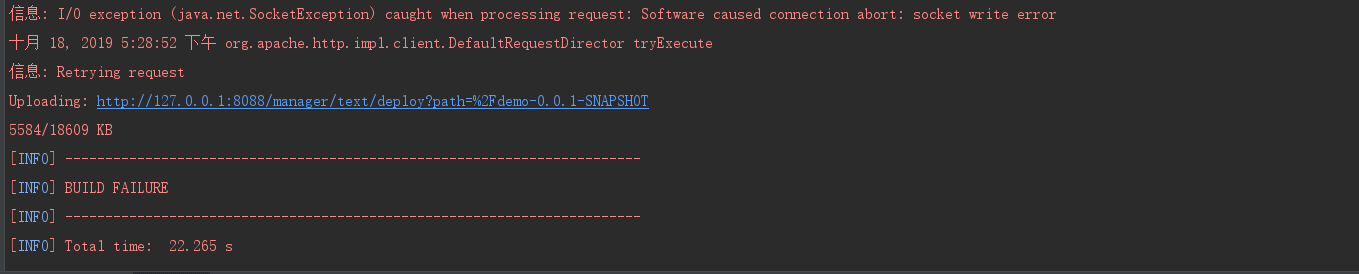 信息: I/O exception (java.net.SocketException) caught when processing request: Software caused connection abort: socket write error
十月 18, 2019 5:28:52 下午 org.apache.http.impl.client.DefaultRequestDirector tryExecute
信息: Retrying request
Uploading: http://127.0.0.1:8088/manager/text/deploy?path=%2Fdemo-0.0.1-SNAPSHOT
5584/18609 KB
[INFO] ------------------------------------------------------------------------
[INFO] BUILD FAILURE
[INFO] ------------------------------------------------------------------------
[INFO] Total time:  22.265 s